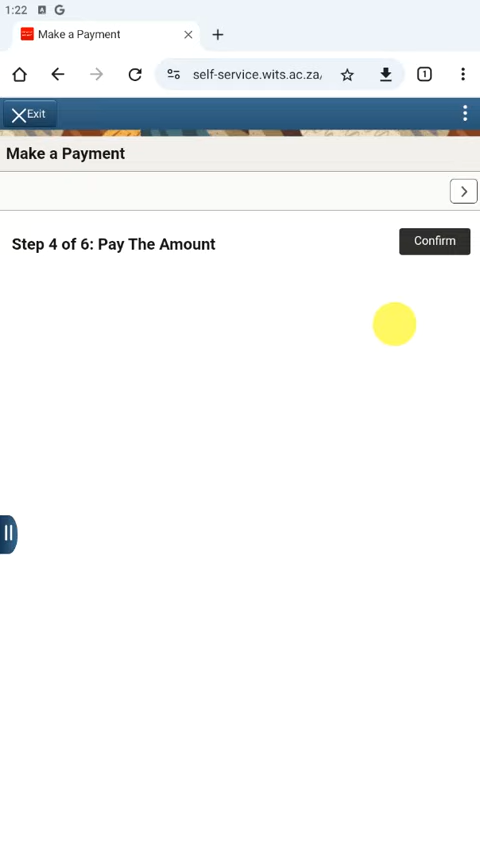 1:22
Make a Payment
self-service.wits.ac.za/
1
Exit
Make a Payment
Step 4 of 6: Pay The Amount
Confirm